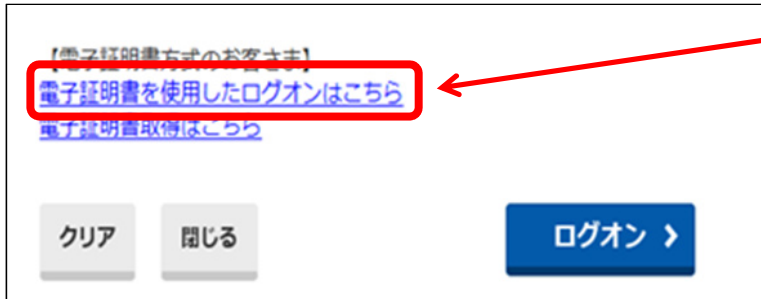 【電子証明書方式のお客さま】
電子証明書を使用したログオンはこちら
電子証明書取得はこちら
クリア 閉じる ログオン